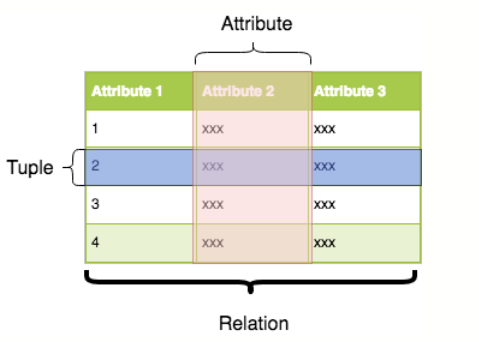 Attribute
Attribute 1 Attribute 2 Attribute 3
1 xxx xxx
Tuple 2 xxx xxx
3 xxx xxx
4 xxx xxx
Relation